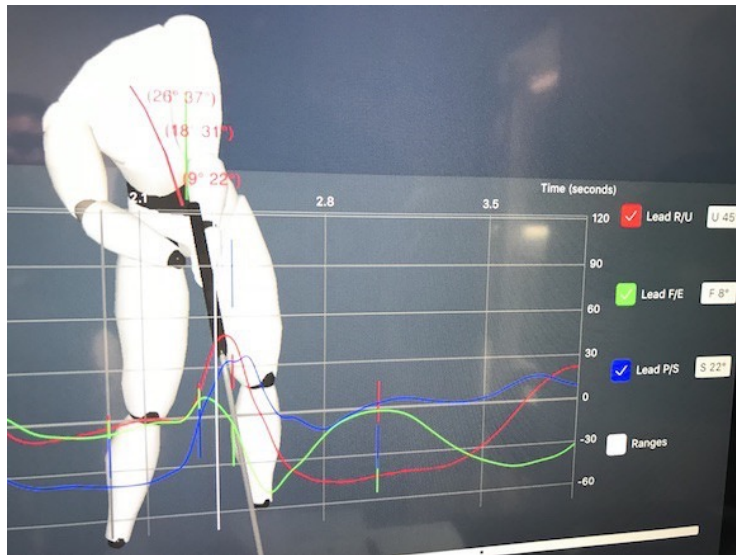 (26° 37°)
(18° 31°)
(9° 22°)
2.1
2.8
3.5
Time (seconds)
120
90
60
30
0
-30
-60
Lead R/U
U 45°
Lead F/E
F 8°
Lead P/S
S 22°
Ranges